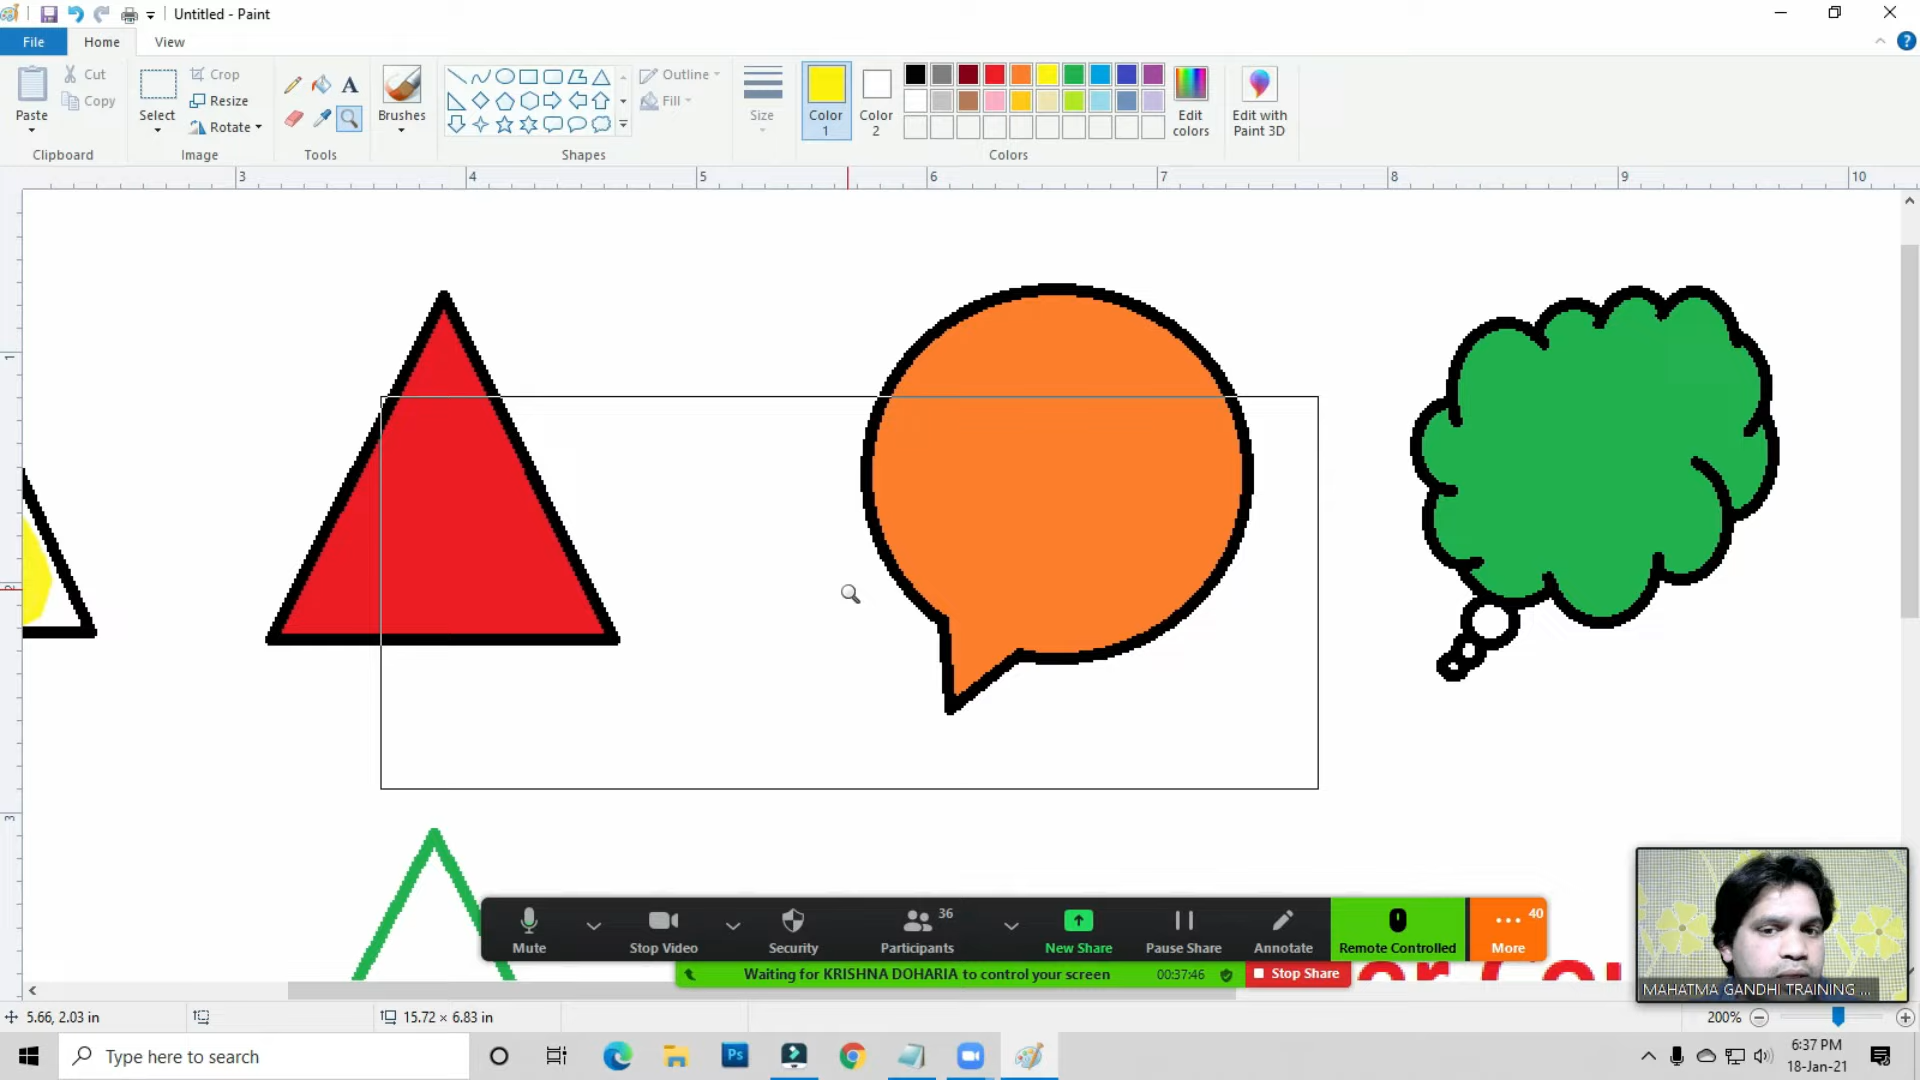 Untitled - Paint
File
Home
View
Paste
Cut
Copy
Clipboard
Select
Crop
Resize
Rotate
Image
A
Tools
Brushes
Outline
Fill
Shapes
Size
Color
1
Color
2
Edit
colors
Edit with
Paint 3D
Colors
3 4 5 6 7 8 9 10
1
2
3
Mute
Stop Video
Security
Participants
36
New Share
Pause Share
Annotate
Remote Controlled
More
40
Waiting for KRISHNA DOHARIA to control your screen
00:37:46
Stop Share
MAHATMA GANDHI TRAINING ...
5.66, 2.03 in
15.72 × 6.83 in
200%
Type here to search
Ps
6:37 PM
18-Jan-21